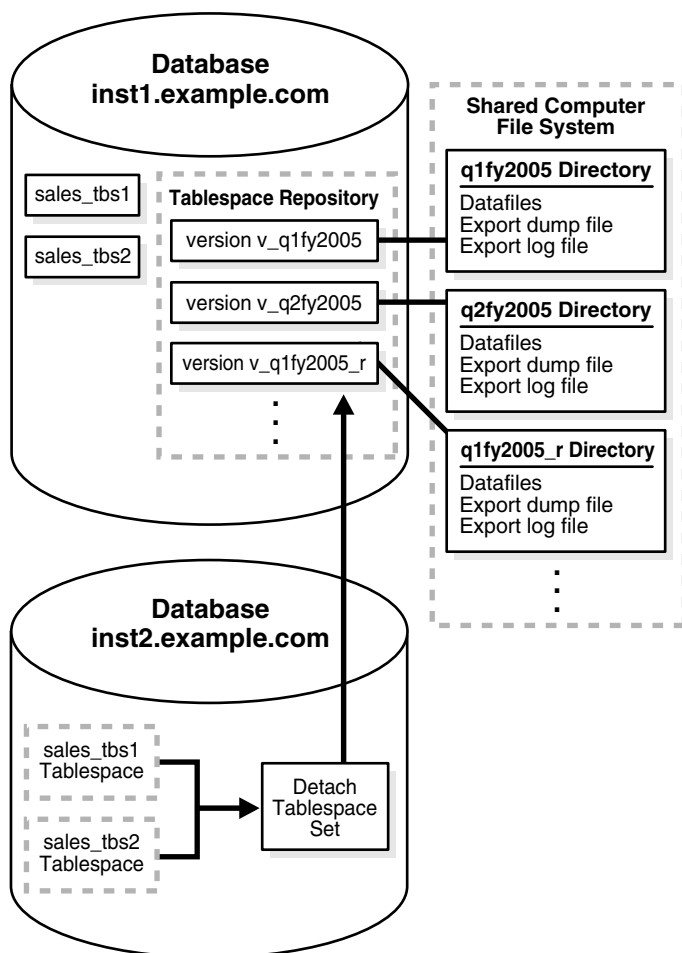 Database
inst1.example.com
sales_tbs1
sales_tbs2
Tablespace Repository
version v_q1fy2005
version v_q2fy2005
version v_q1fy2005_r
Shared Computer
File System
q1fy2005 Directory
Datafiles
Export dump file
Export log file
q2fy2005 Directory
Datafiles
Export dump file
Export log file
q1fy2005_r Directory
Datafiles
Export dump file
Export log file
Database
inst2.example.com
sales_tbs1
Tablespace
sales_tbs2
Tablespace
Detach
Tablespace
Set